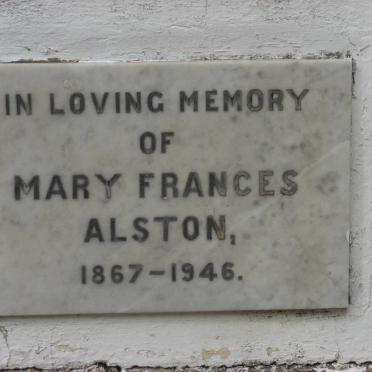 IN LOVING MEMORY
OF
MARY FRANCES
ALSTON,
1867-1946.